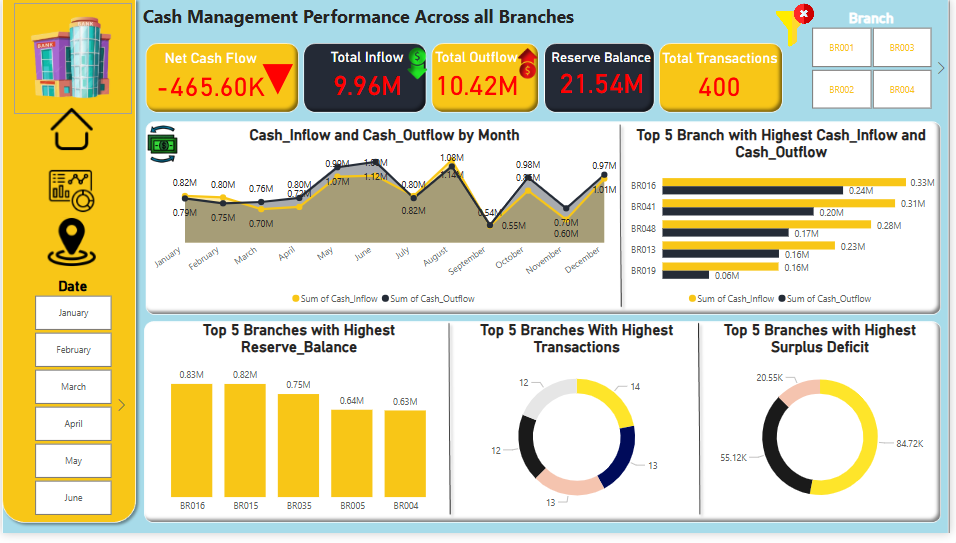 Cash Management Performance Across all Branches
Branch
BR001
BR003
BR002
BR004
Net Cash Flow
-465.60K
Total Inflow
9.96M
Total Outflow
10.42M
Reserve Balance
21.54M
Total Transactions
400
BANK
Date
January
February
March
April
May
June
Cash_Inflow and Cash_Outflow by Month
0.82M
0.80M
0.76M
0.80M
0.99M
1.08M
0.80M
0.98M
0.97M
0.79M
0.75M
0.70M
1.07M
1.12M
0.82M
1.14M
0.54M
0.55M
0.70M
0.60M
1.01M
January
February
March
April
May
June
July
August
September
October
November
December
Sum of Cash_Inflow
Sum of Cash_Outflow
Top 5 Branch with Highest Cash_Inflow and
Cash_Outflow
BR016
0.33M
0.24M
BR041
0.31M
0.20M
BR048
0.28M
0.17M
BR013
0.23M
0.16M
BR019
0.16M
0.06M
Sum of Cash_Inflow
Sum of Cash_Outflow
Top 5 Branches with Highest
Reserve_Balance
0.83M
0.82M
0.75M
0.64M
0.63M
BR016
BR015
BR035
BR005
BR004
Top 5 Branches With Highest
Transactions
12
14
12
13
13
Top 5 Branches with Highest
Surplus Deficit
20.55K
84.72K
55.12K